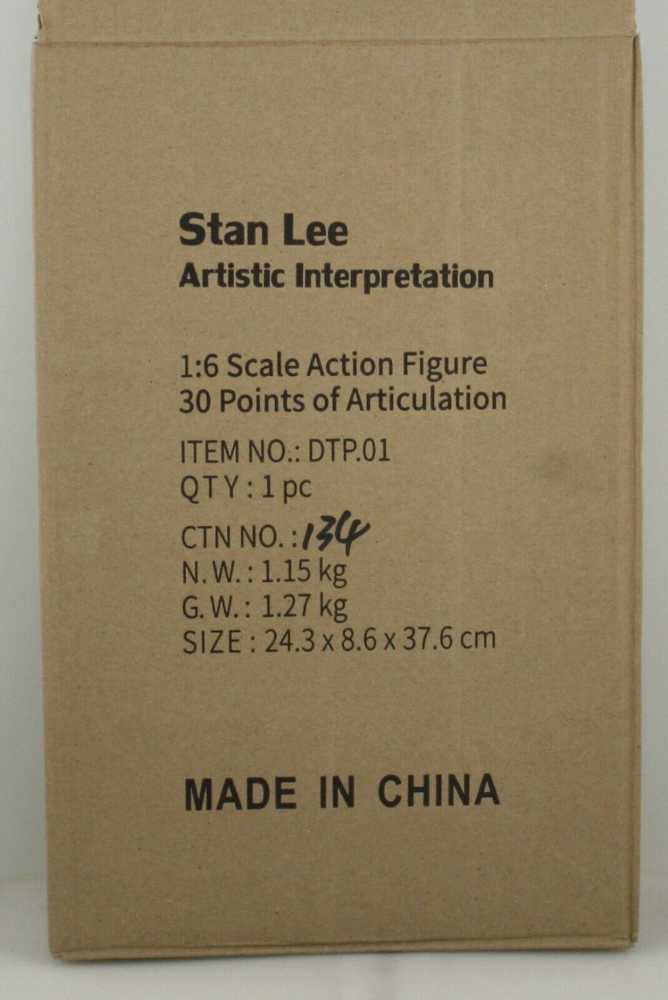 Stan Lee
Artistic Interpretation
1:6 Scale Action Figure
30 Points of Articulation
ITEM NO.: DTP.01
QTY : 1 pc
CTN NO. : 134
N.W. : 1.15 kg
G.W. : 1.27 kg
SIZE : 24.3 x 8.6 x 37.6 cm
MADE IN CHINA